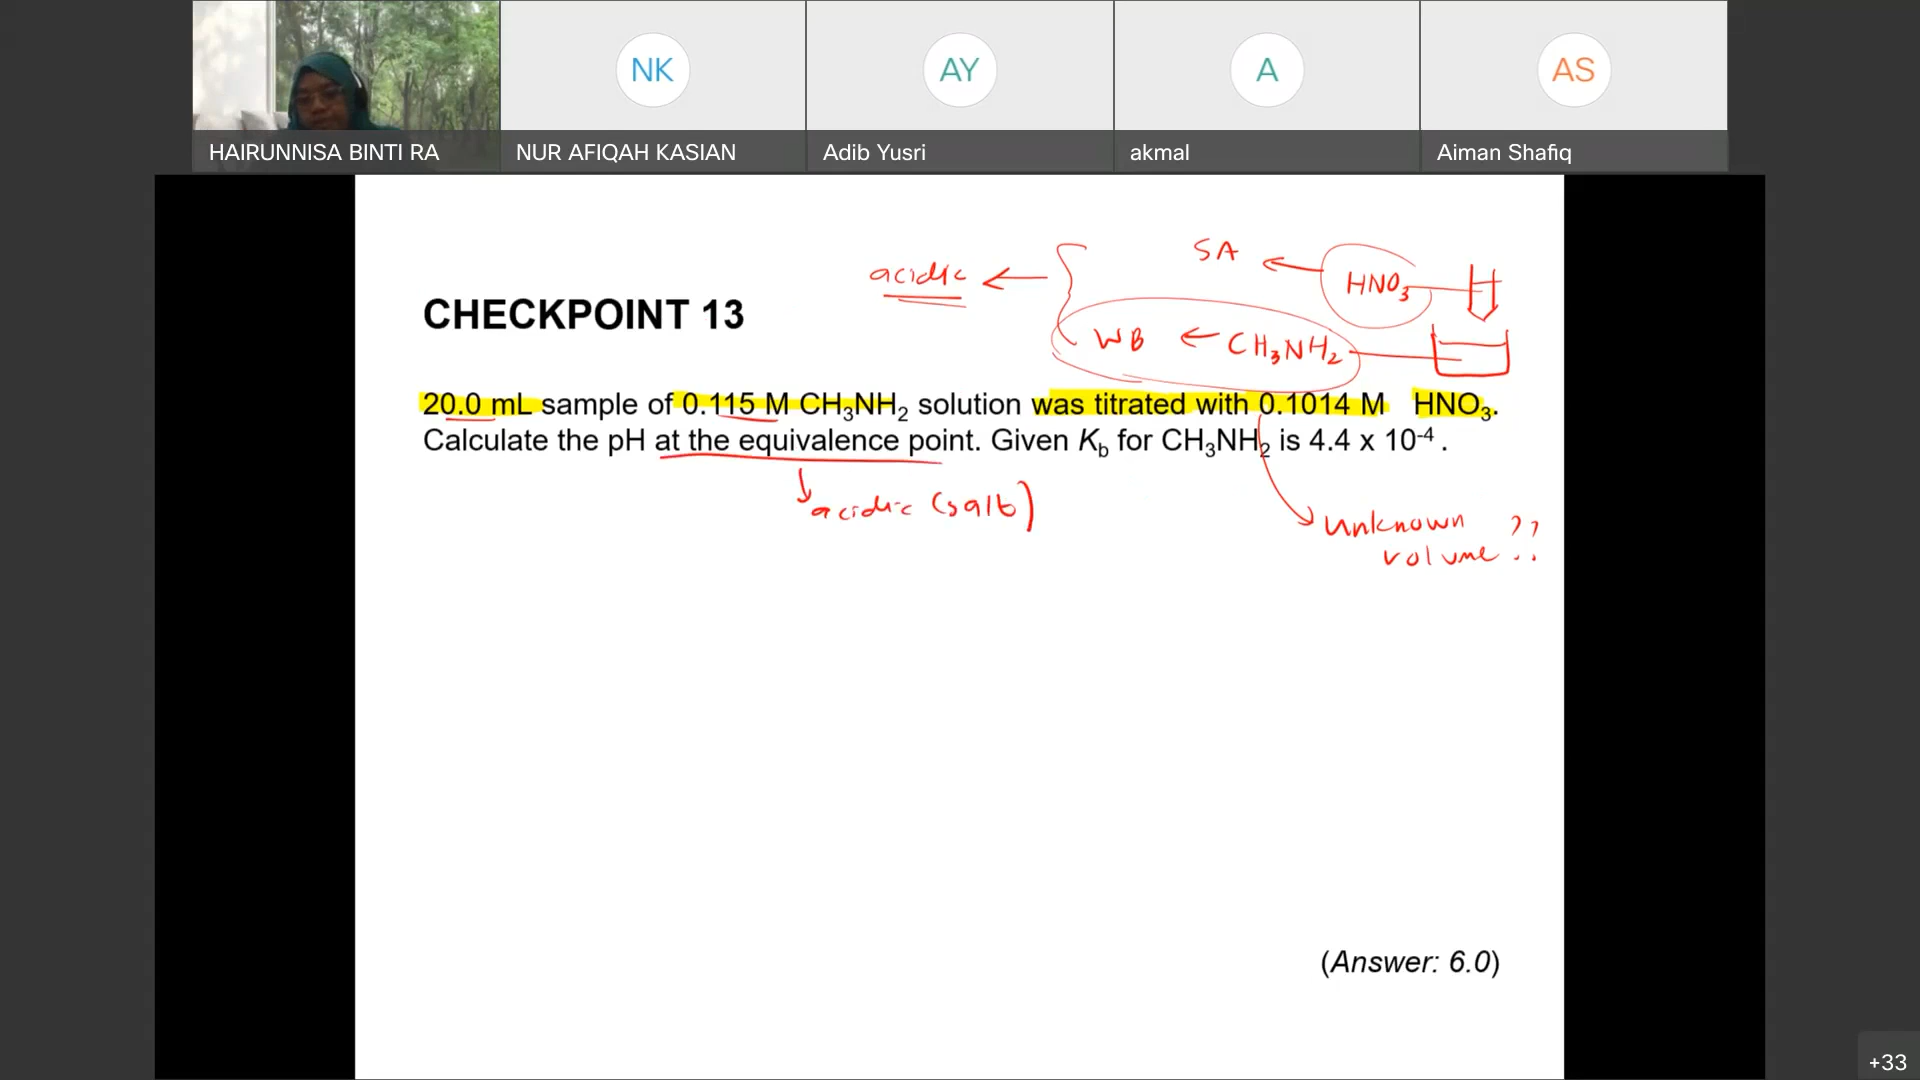 NK
AY
A
AS
HAIRUNNISA BINTI RA
NUR AFIQAH KASIAN
Adib Yusri
akmal
Aiman Shafiq
SA ← HNO₃
acidic ←
WB ← CH₃NH₂
CHECKPOINT 13
20.0 mL sample of 0.115 M CH₃NH₂ solution was titrated with 0.1014 M HNO₃.
Calculate the pH at the equivalence point. Given Kb for CH₃NH₂ is 4.4 x 10⁻⁴ .
acidic (salt)
unknown
volume ??
(Answer: 6.0)
+33